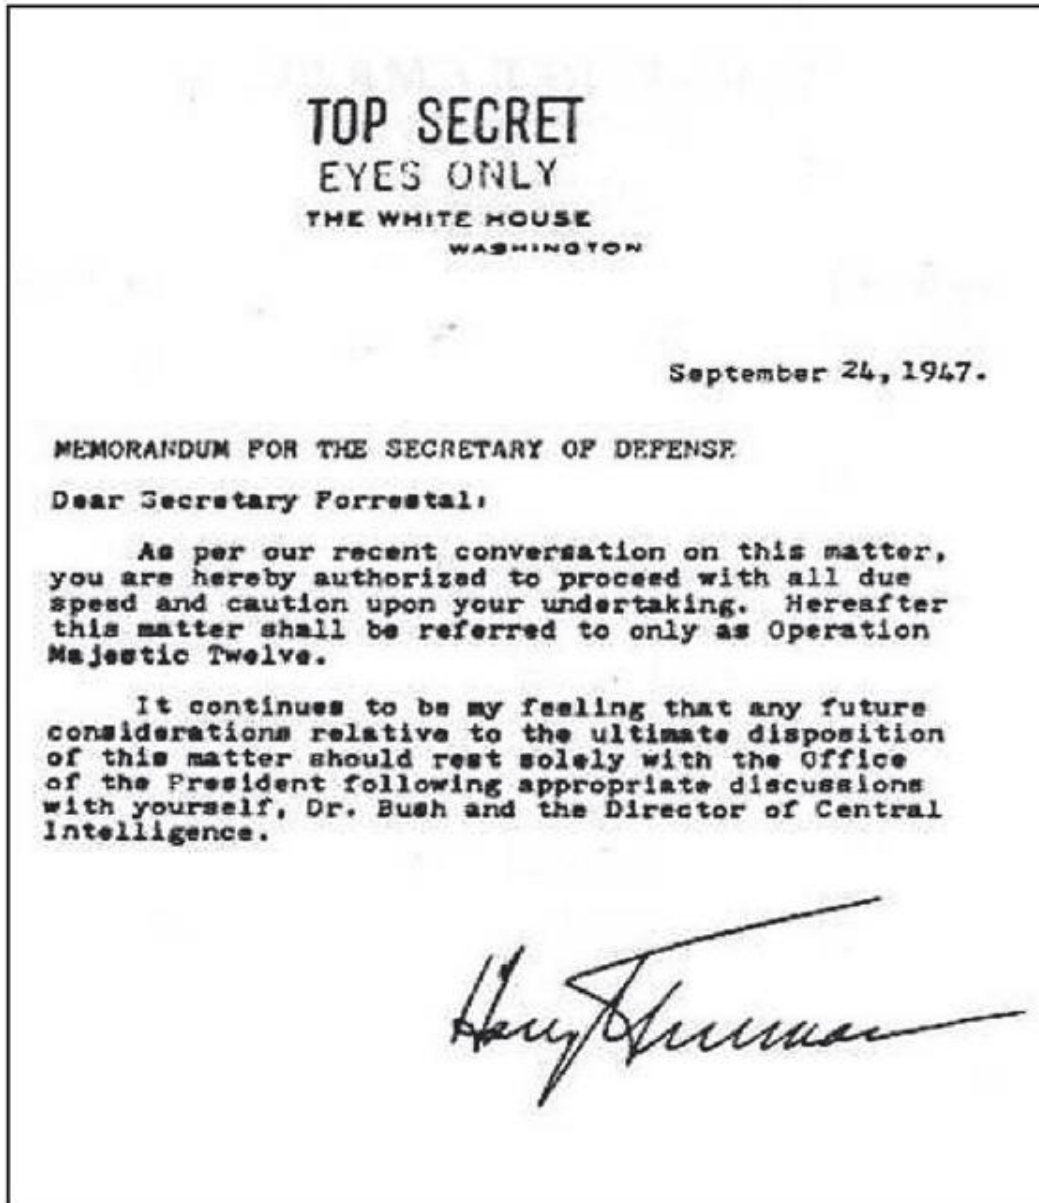 TOP SECRET
EYES ONLY
THE WHITE HOUSE
WASHINGTON
September 24, 1947.
MEMORANDUM FOR THE SECRETARY OF DEFENSE
Dear Secretary Forrestal:
As per our recent conversation on this matter,
you are hereby authorized to proceed with all due
speed and caution upon your undertaking. Hereafter
this matter shall be referred to only as Operation
Majestic Twelve.
It continues to be my feeling that any future
considerations relative to the ultimate disposition
of this matter should rest solely with the Office
of the President following appropriate discussions
with yourself, Dr. Bush and the Director of Central
Intelligence.
Harry Truman